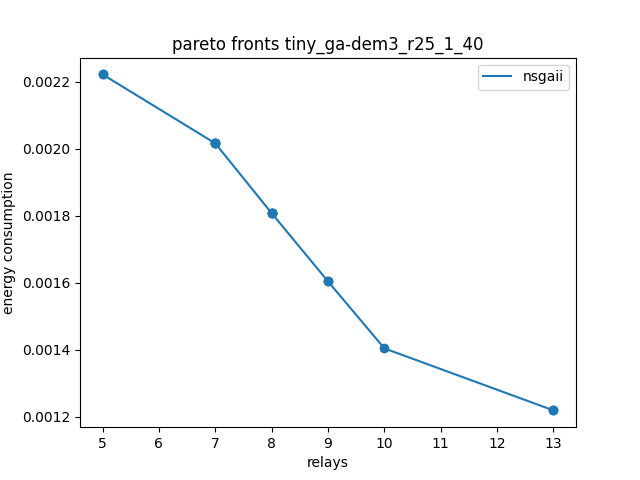 pareto fronts tiny_ga-dem3_r25_1_40
nsgaii
0.0022
0.0020
0.0018
0.0016
0.0014
0.0012
energy consumption
5 6 7 8 9 10 11 12 13
relays